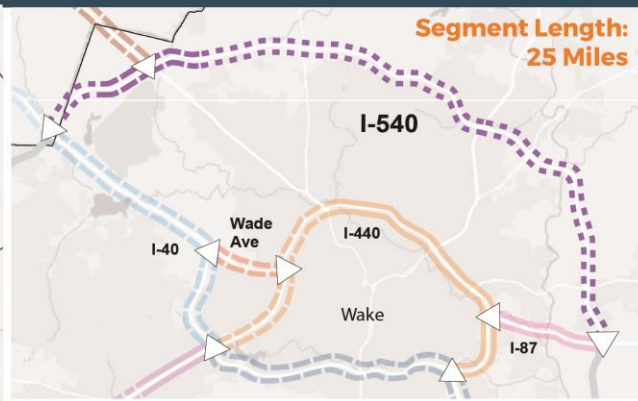 Segment Length:
25 Miles
I-540
Wade
Ave
I-440
I-40
Wake
I-87